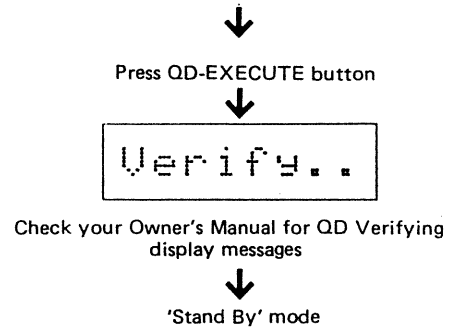 Press QD-EXECUTE button
Verify..
Check your Owner's Manual for QD Verifying
display messages
'Stand By' mode